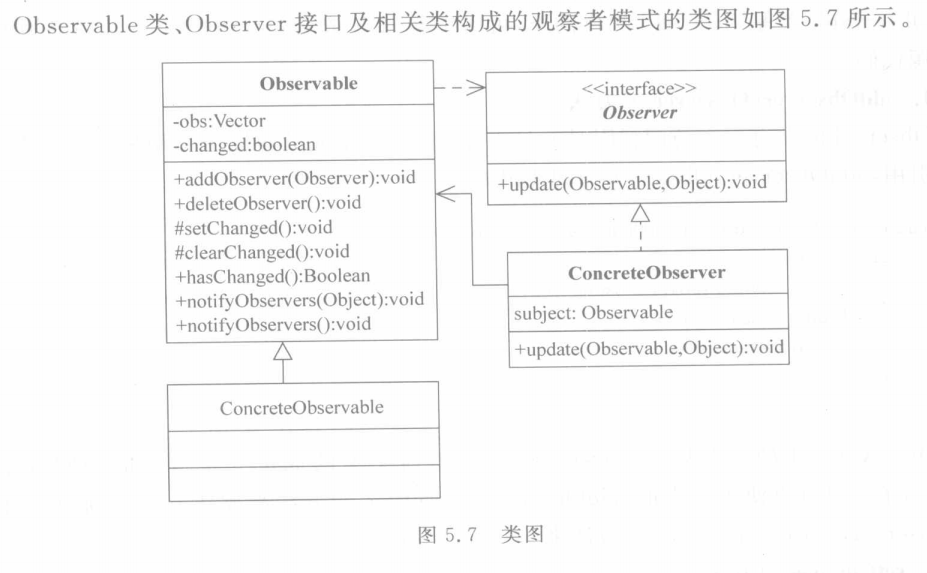 Observable 类、Observer 接口及相关类构成的观察者模式的类图如图 5.7 所示。
Observable
-obs:Vector
-changed:boolean
+addObserver(Observer):void
+deleteObserver():void
#setChanged():void
#clearChanged():void
+hasChanged():Boolean
+notifyObservers(Object):void
+notifyObservers():void
<<interface>>
Observer
+update(Observable,Object):void
ConcreteObserver
subject: Observable
+update(Observable,Object):void
ConcreteObservable
图 5.7 类图